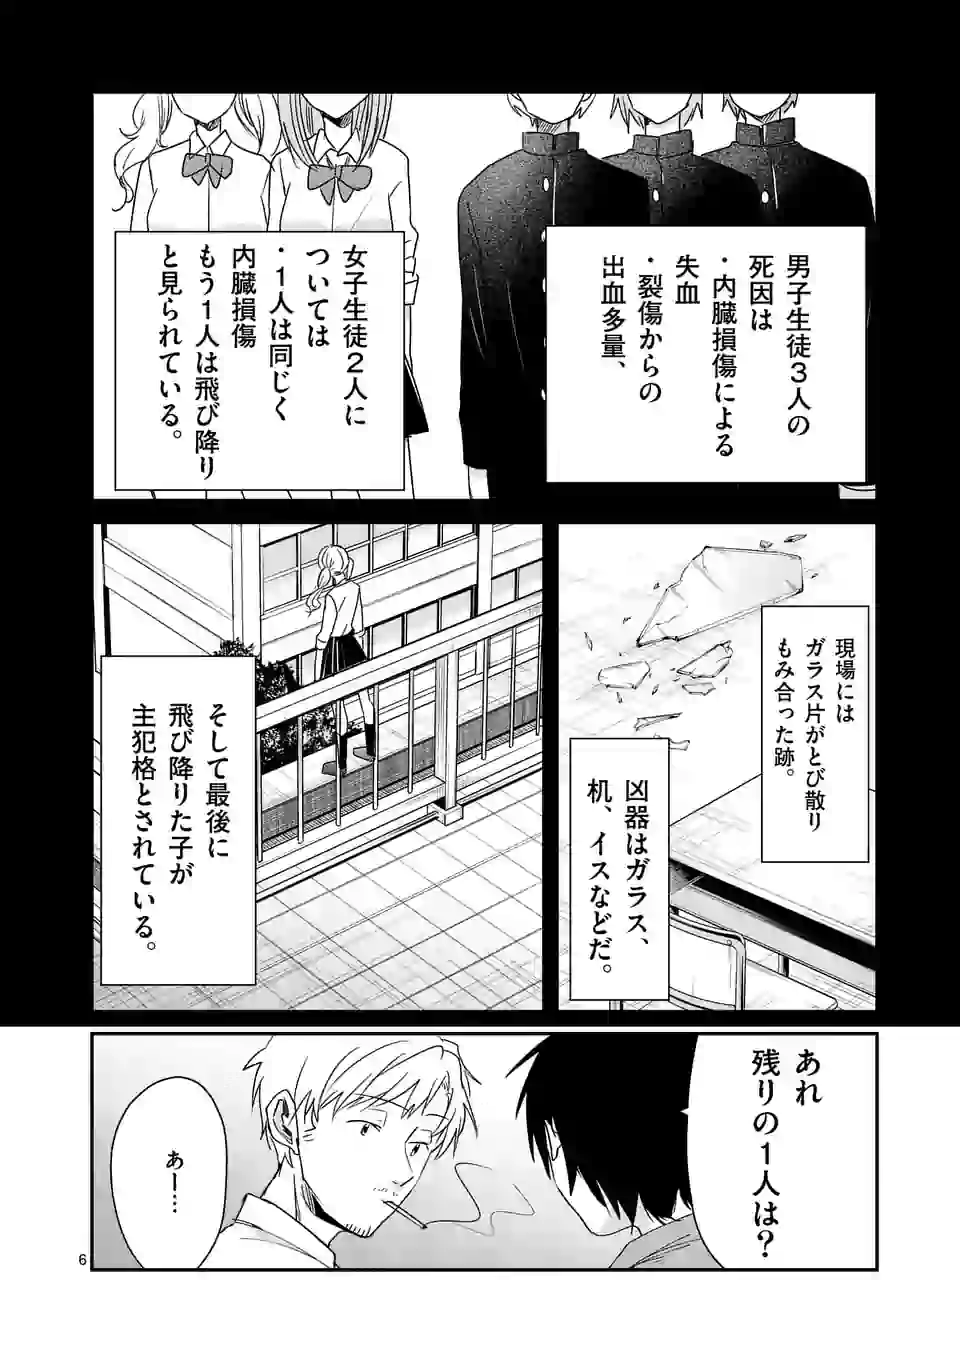 男子生徒3人の
死因は
・内臓損傷による
失血
・裂傷からの
出血多量、
女子生徒2人に
ついては
・1人は同じく
内臓損傷
もう1人は飛び降り
と見られている。
現場には
ガラス片がとび散り
もみ合った跡。
凶器はガラス、
机、イスなどだ。
そして最後に
飛び降りた子が
主犯格とされている。
あれ
残りの1人は?
あー…
6